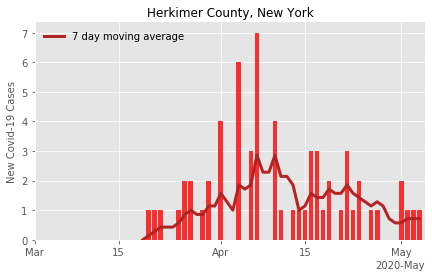 Herkimer County, New York
7 day moving average
New Covid-19 Cases
7
6
5
4
3
2
1
0
Mar
15
Apr
15
May
2020-May